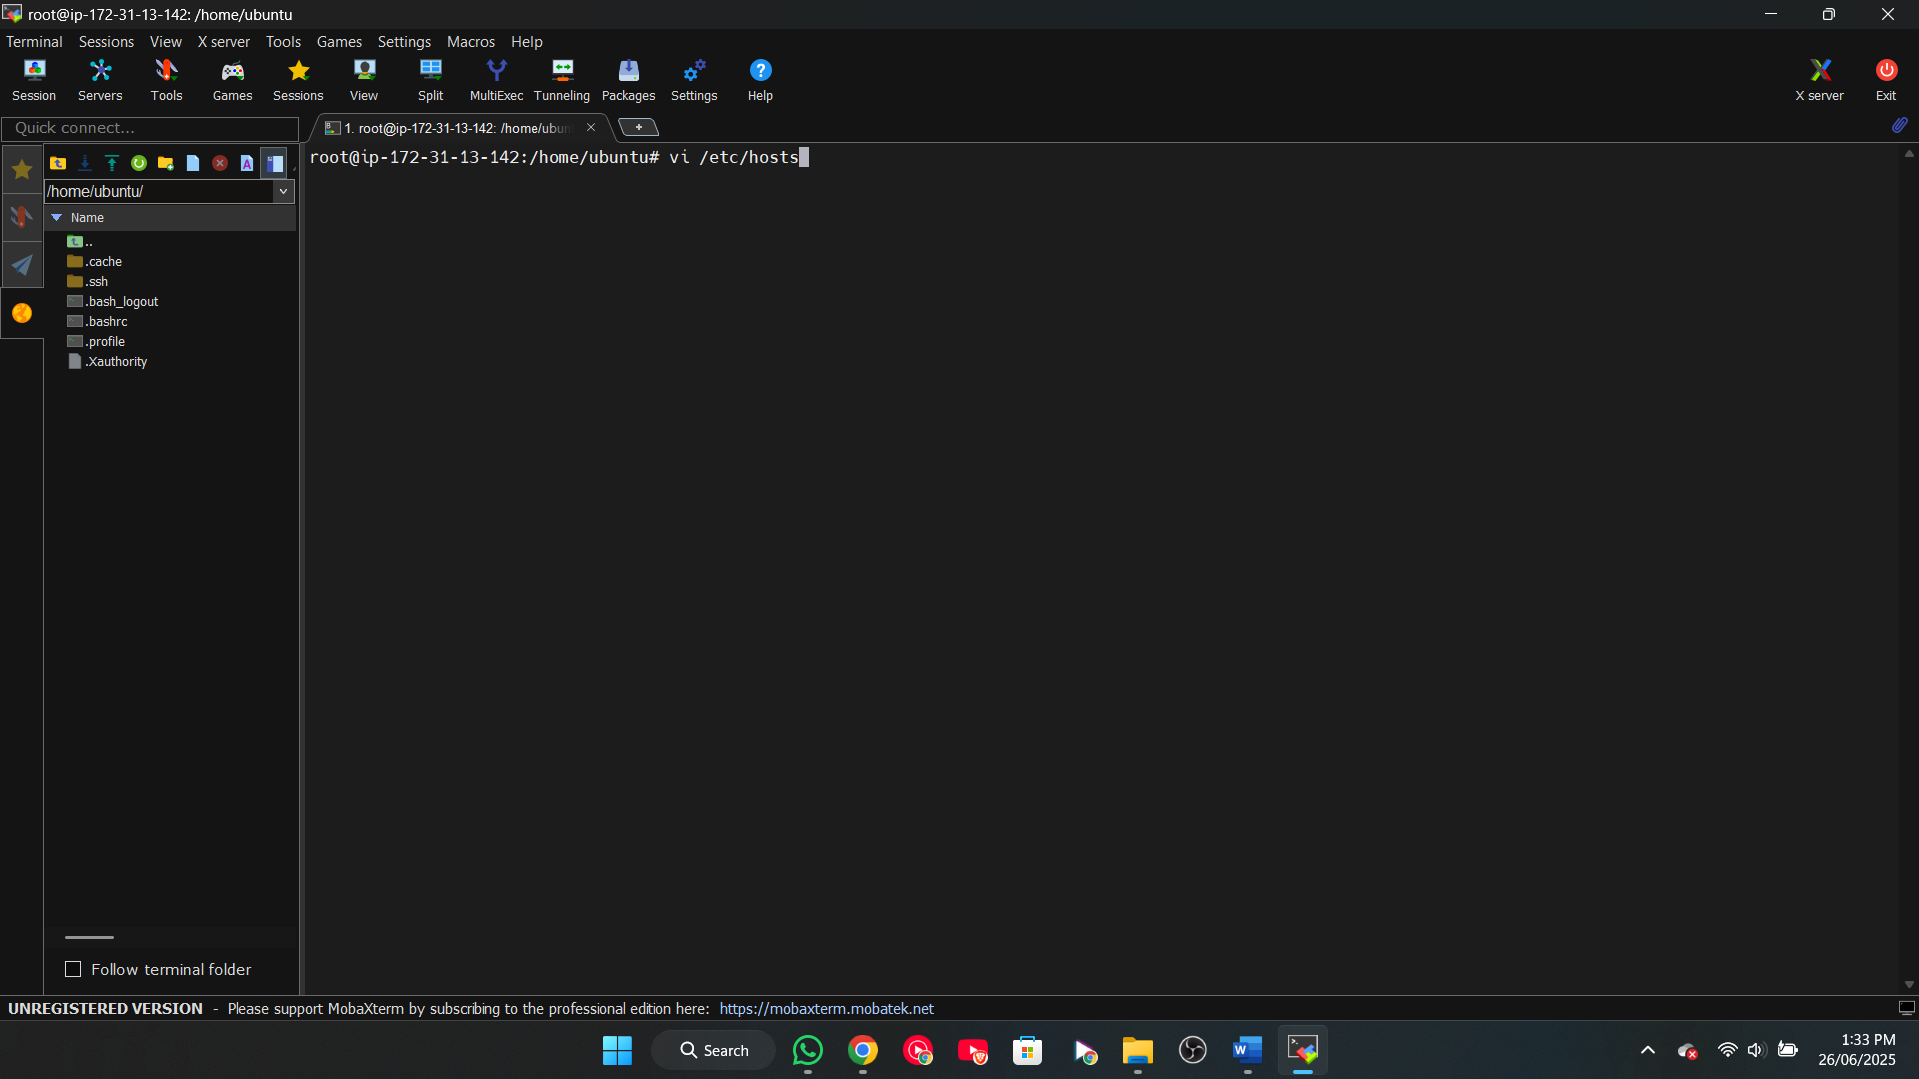 root@ip-172-31-13-142: /home/ubuntu
Terminal Sessions View X server Tools Games Settings Macros Help
Session Servers Tools Games Sessions View Split MultiExec Tunneling Packages Settings Help X server Exit
Quick connect...
1. root@ip-172-31-13-142: /home/ubun
root@ip-172-31-13-142:/home/ubuntu# vi /etc/hosts
/home/ubuntu/
Name
..
.cache
.ssh
.bash_logout
.bashrc
.profile
.Xauthority
Follow terminal folder
UNREGISTERED VERSION - Please support MobaXterm by subscribing to the professional edition here: https://mobaxterm.mobatek.net
Search
1:33 PM
26/06/2025